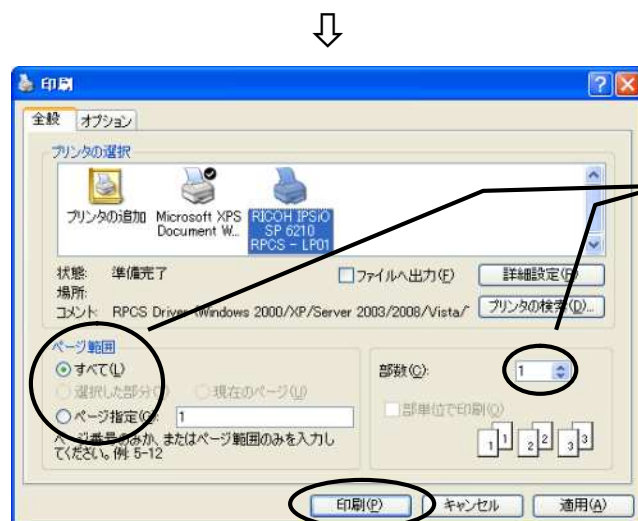 ⇩
印刷
全般 オプション
プリンタの選択
プリンタの追加 Microsoft XPS Document W... RICOH IPSiO SP 6210 RPCS - LP01
状態: 準備完了 ファイルへ出力(F) 詳細設定(R)
場所:
コメント: RPCS Driver (Windows 2000/XP/Server 2003/2008/Vista/ プリンタの検索(D)...
ページ範囲
すべて(L) 部数(C): 1
選択した部分(T) 現在のページ(U) 部単位で印刷(O)
ページ指定(G): 1
ページ番号のみか、またはページ範囲のみを入力し
てください。例: 5-12
1 1 2 2 3 3
印刷(P) キャンセル 適用(A)